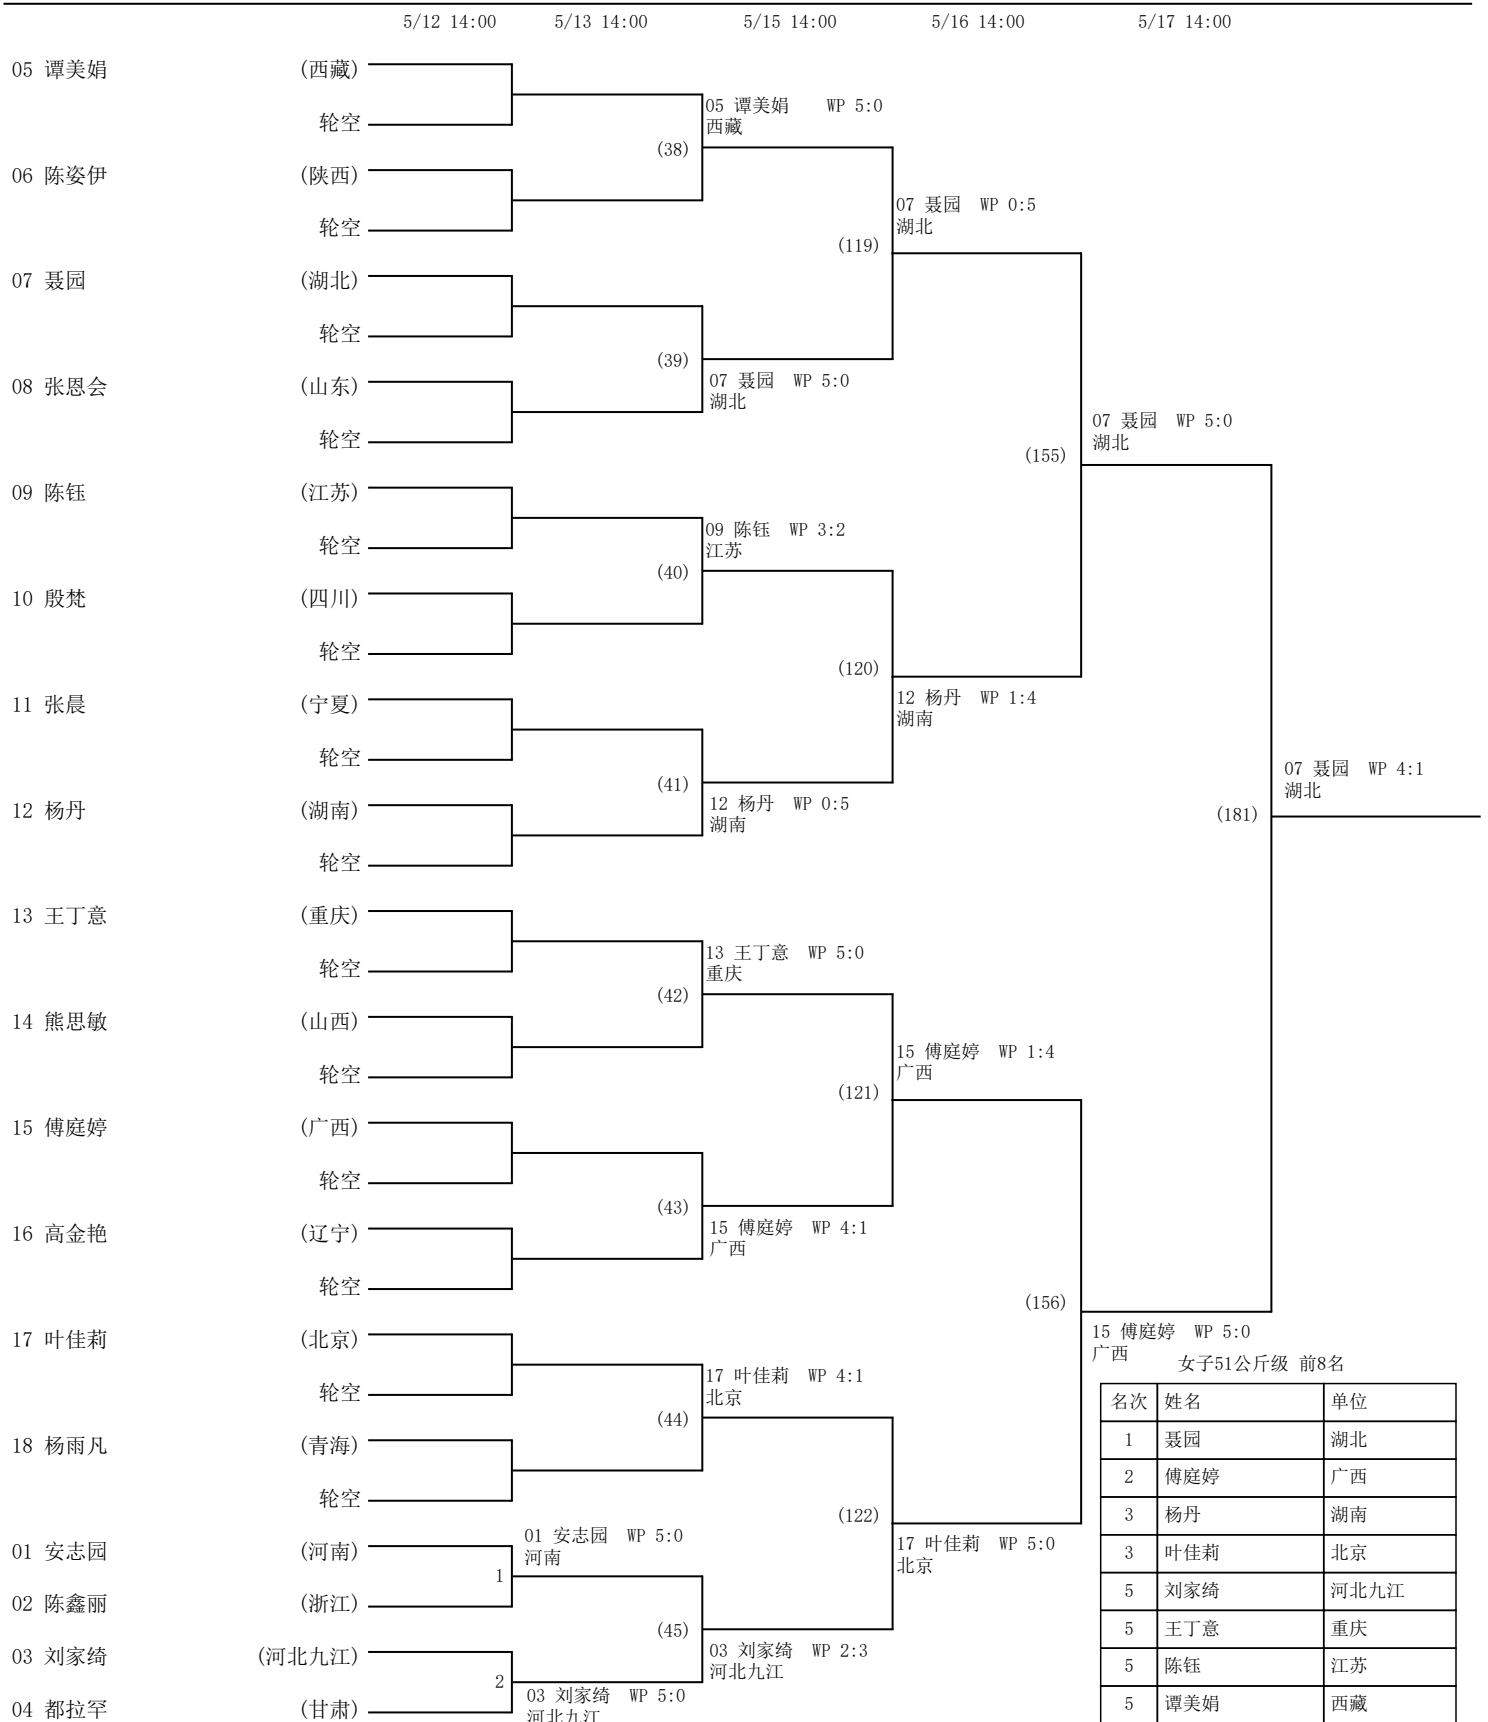 5/12 14:00 5/13 14:00 5/15 14:00 5/16 14:00 5/17 14:00
05 谭美娟 (西藏)
轮空
05 谭美娟 WP 5:0
西藏
(38)
06 陈姿伊 (陕西)
轮空
07 聂园 WP 0:5
湖北
(119)
07 聂园 (湖北)
轮空
(39)
07 聂园 WP 5:0
湖北
08 张恩会 (山东)
轮空
07 聂园 WP 5:0
湖北
(155)
09 陈钰 (江苏)
轮空
09 陈钰 WP 3:2
江苏
(40)
10 殷梵 (四川)
轮空
(120)
12 杨丹 WP 1:4
湖南
11 张晨 (宁夏)
轮空
(41)
12 杨丹 WP 0:5
湖南
12 杨丹 (湖南)
轮空
07 聂园 WP 4:1
湖北
(181)
13 王丁意 (重庆)
轮空
13 王丁意 WP 5:0
重庆
(42)
14 熊思敏 (山西)
轮空
15 傅庭婷 WP 1:4
广西
(121)
15 傅庭婷 (广西)
轮空
(43)
15 傅庭婷 WP 4:1
广西
16 高金艳 (辽宁)
轮空
(156)
15 傅庭婷 WP 5:0
广西
17 叶佳莉 (北京)
轮空
17 叶佳莉 WP 4:1
北京
(44)
18 杨雨凡 (青海)
轮空
(122)
17 叶佳莉 WP 5:0
北京
01 安志园 (河南)
01 安志园 WP 5:0
河南
1
02 陈鑫丽 (浙江)
(45)
03 刘家绮 WP 2:3
河北九江
03 刘家绮 (河北九江)
2
03 刘家绮 WP 5:0
河北九江
04 都拉罕 (甘肃)
女子51公斤级 前8名
名次 姓名 单位
1 聂园 湖北
2 傅庭婷 广西
3 杨丹 湖南
3 叶佳莉 北京
5 刘家绮 河北九江
5 王丁意 重庆
5 陈钰 江苏
5 谭美娟 西藏